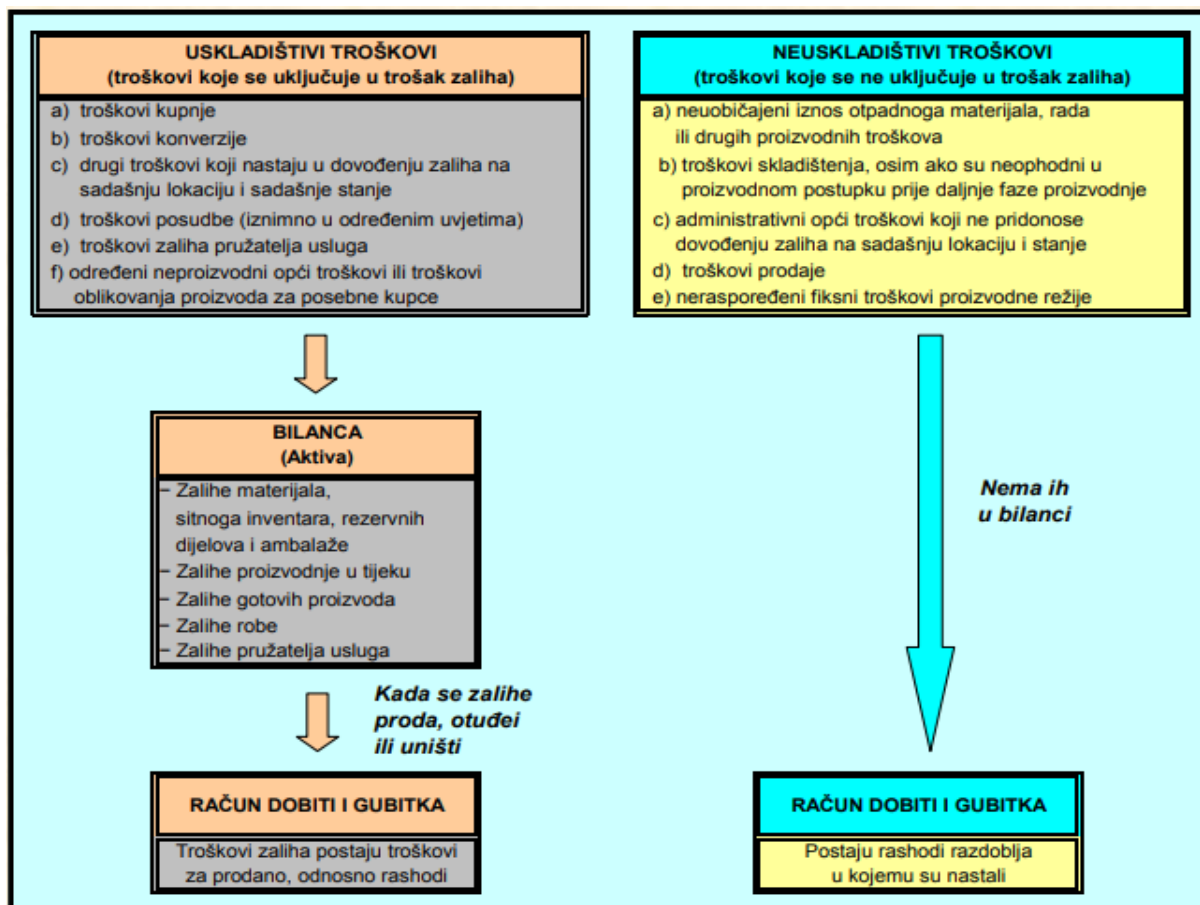 USKLADIŠTIVI TROŠKOVI
(troškovi koje se uključuje u trošak zaliha)
a) troškovi kupnje
b) troškovi konverzije
c) drugi troškovi koji nastaju u dovođenju zaliha na
sadašnju lokaciju i sadašnje stanje
d) troškovi posudbe (iznimno u određenim uvjetima)
e) troškovi zaliha pružatelja usluga
f) određeni neproizvodni opći troškovi ili troškovi
oblikovanja proizvoda za posebne kupce
NEUSKLADIŠTIVI TROŠKOVI
(troškovi koje se ne uključuje u trošak zaliha)
a) neuobičajeni iznos otpadnoga materijala, rada
ili drugih proizvodnih troškova
b) troškovi skladištenja, osim ako su neophodni u
proizvodnom postupku prije daljnje faze proizvodnje
c) administrativni opći troškovi koji ne pridonose
dovođenju zaliha na sadašnju lokaciju i stanje
d) troškovi prodaje
e) neraspoređeni fiksni troškovi proizvodne režije
BILANCA
(Aktiva)
− Zalihe materijala,
sitnoga inventara, rezervnih
dijelova i ambalaže
− Zalihe proizvodnje u tijeku
− Zalihe gotovih proizvoda
− Zalihe robe
− Zalihe pružatelja usluga
Nema ih
u bilanci
Kada se zalihe
proda, otuđei
ili uništi
RAČUN DOBITI I GUBITKA
Troškovi zaliha postaju troškovi
za prodano, odnosno rashodi
RAČUN DOBITI I GUBITKA
Postaju rashodi razdoblja
u kojemu su nastali